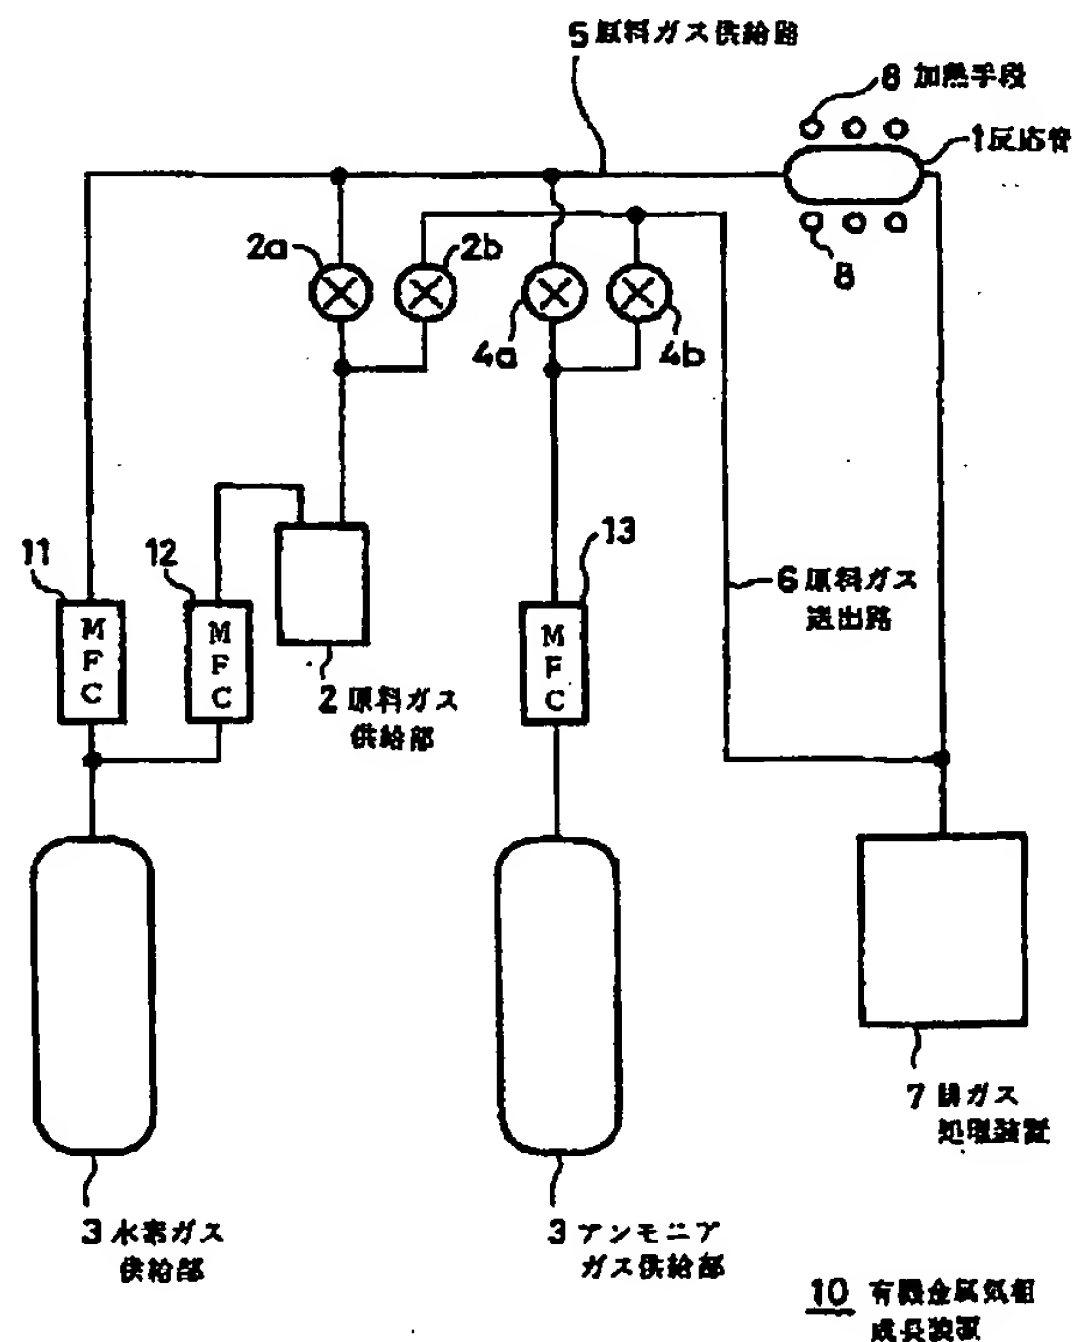 5 原料ガス供給路
8 加熱手段
1 反応管
2a
2b
8
4a
4b
11
12
13
6 原料ガス
送出路
M
F
C
M
F
C
M
F
C
2 原料ガス
供給部
7 排ガス
処理装置
3 水素ガス
供給部
3 アンモニア
ガス供給部
10 有機金属気相
成長装置